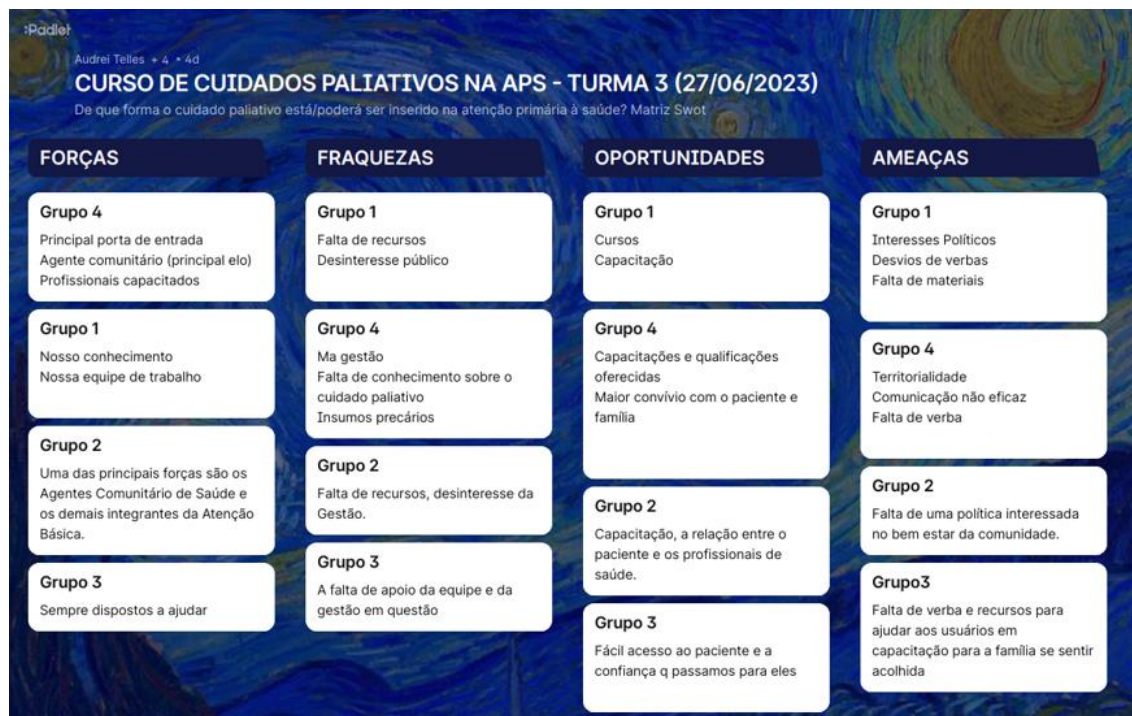 :Padlet
Audrei Telles + 4 • 4d
CURSO DE CUIDADOS PALIATIVOS NA APS - TURMA 3 (27/06/2023)
De que forma o cuidado paliativo está/poderá ser inserido na atenção primária à saúde? Matriz Swot
FORÇAS
Grupo 4
Principal porta de entrada
Agente comunitário (principal elo)
Profissionais capacitados
Grupo 1
Nosso conhecimento
Nossa equipe de trabalho
Grupo 2
Uma das principais forças são os
Agentes Comunitário de Saúde e
os demais integrantes da Atenção
Básica.
Grupo 3
Sempre dispostos a ajudar
FRAQUEZAS
Grupo 1
Falta de recursos
Desinteresse público
Grupo 4
Ma gestão
Falta de conhecimento sobre o
cuidado paliativo
Insumos precários
Grupo 2
Falta de recursos, desinteresse da
Gestão.
Grupo 3
A falta de apoio da equipe e da
gestão em questão
OPORTUNIDADES
Grupo 1
Cursos
Capacitação
Grupo 4
Capacitações e qualificações
oferecidas
Maior convívio com o paciente e
família
Grupo 2
Capacitação, a relação entre o
paciente e os profissionais de
saúde.
Grupo 3
Fácil acesso ao paciente e a
confiança q passamos para eles
AMEAÇAS
Grupo 1
Interesses Políticos
Desvios de verbas
Falta de materiais
Grupo 4
Territorialidade
Comunicação não eficaz
Falta de verba
Grupo 2
Falta de uma política interessada
no bem estar da comunidade.
Grupo3
Falta de verba e recursos para
ajudar aos usuários em
capacitação para a família se sentir
acolhida